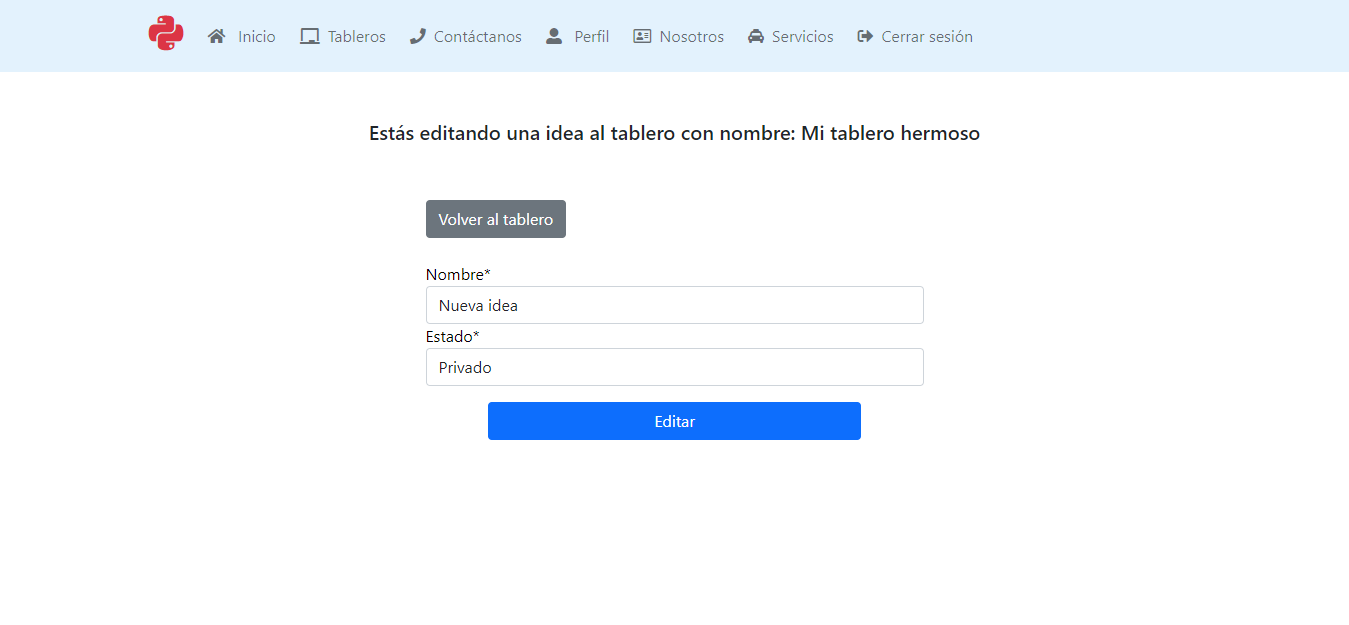 Inicio Tableros Contáctanos Perfil Nosotros Servicios Cerrar sesión
Estás editando una idea al tablero con nombre: Mi tablero hermoso
Volver al tablero
Nombre*
Nueva idea
Estado*
Privado
Editar